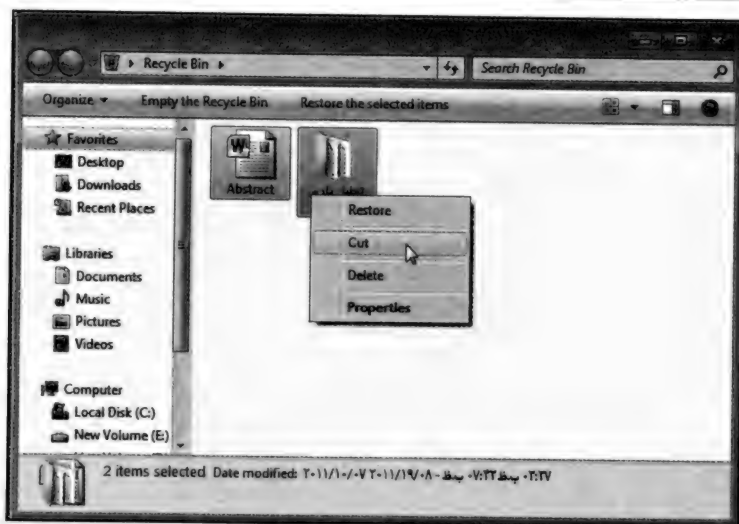 Recycle Bin
Search Recycle Bin
Organize
Empty the Recycle Bin
Restore the selected items
Favorites
Desktop
Downloads
Recent Places
Libraries
Documents
Music
Pictures
Videos
Computer
Local Disk (C:)
New Volume (E:)
Abstract
Restore
Cut
Delete
Properties
2 items selected Date modified: